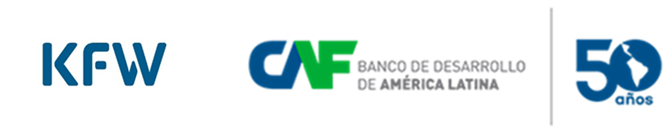 KFW
CAF BANCO DE DESARROLLO
DE AMÉRICA LATINA
50
años